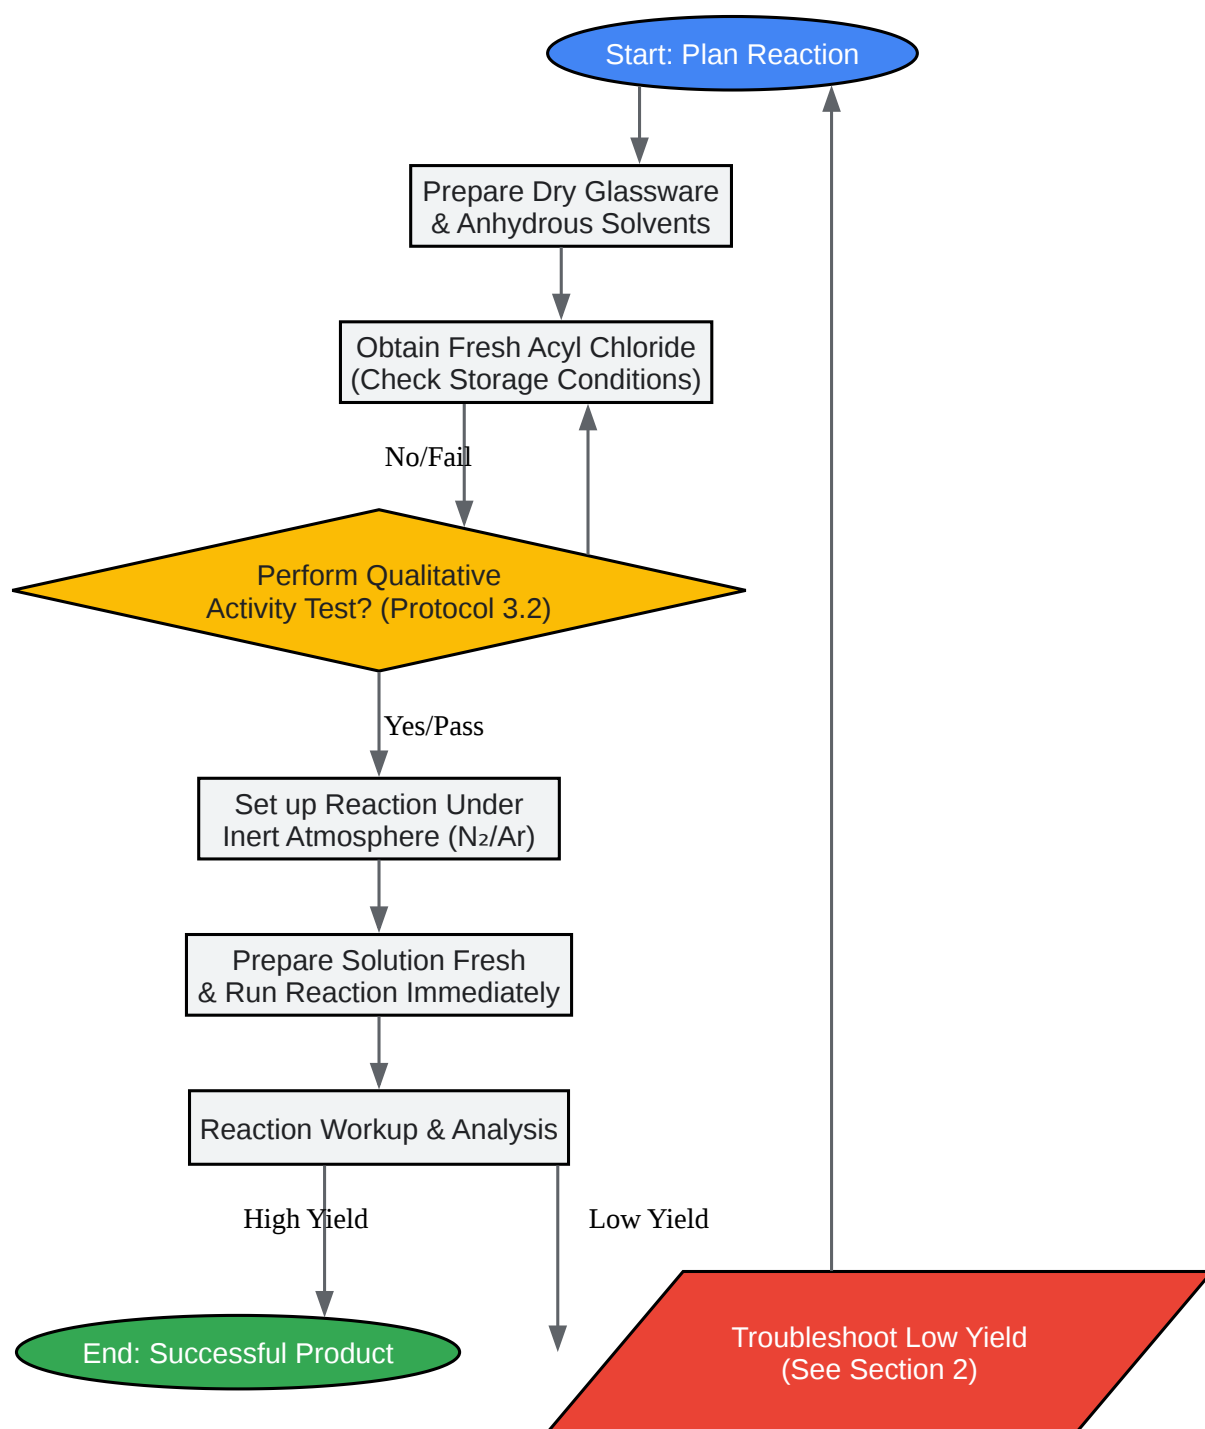 Start: Plan Reaction
Prepare Dry Glassware
& Anhydrous Solvents
Obtain Fresh Acyl Chloride
(Check Storage Conditions)
No/Fail
Perform Qualitative
Activity Test? (Protocol 3.2)
Yes/Pass
Set up Reaction Under
Inert Atmosphere (N₂/Ar)
Prepare Solution Fresh
& Run Reaction Immediately
Reaction Workup & Analysis
High Yield
Low Yield
End: Successful Product
Troubleshoot Low Yield
(See Section 2)